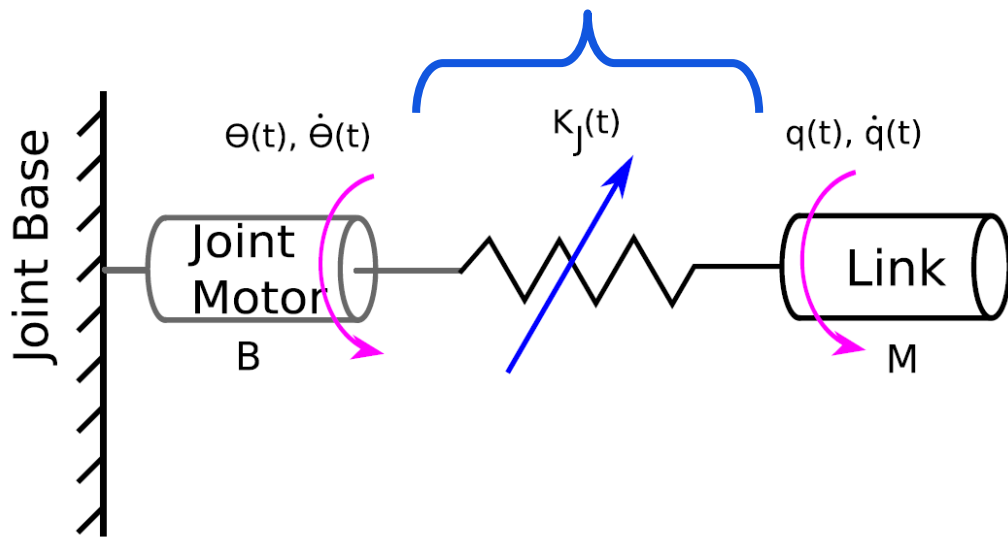 Joint Base
ϴ(t), ϴ̇(t)
K_J(t)
q(t), q̇(t)
Joint
Motor
Link
B
M